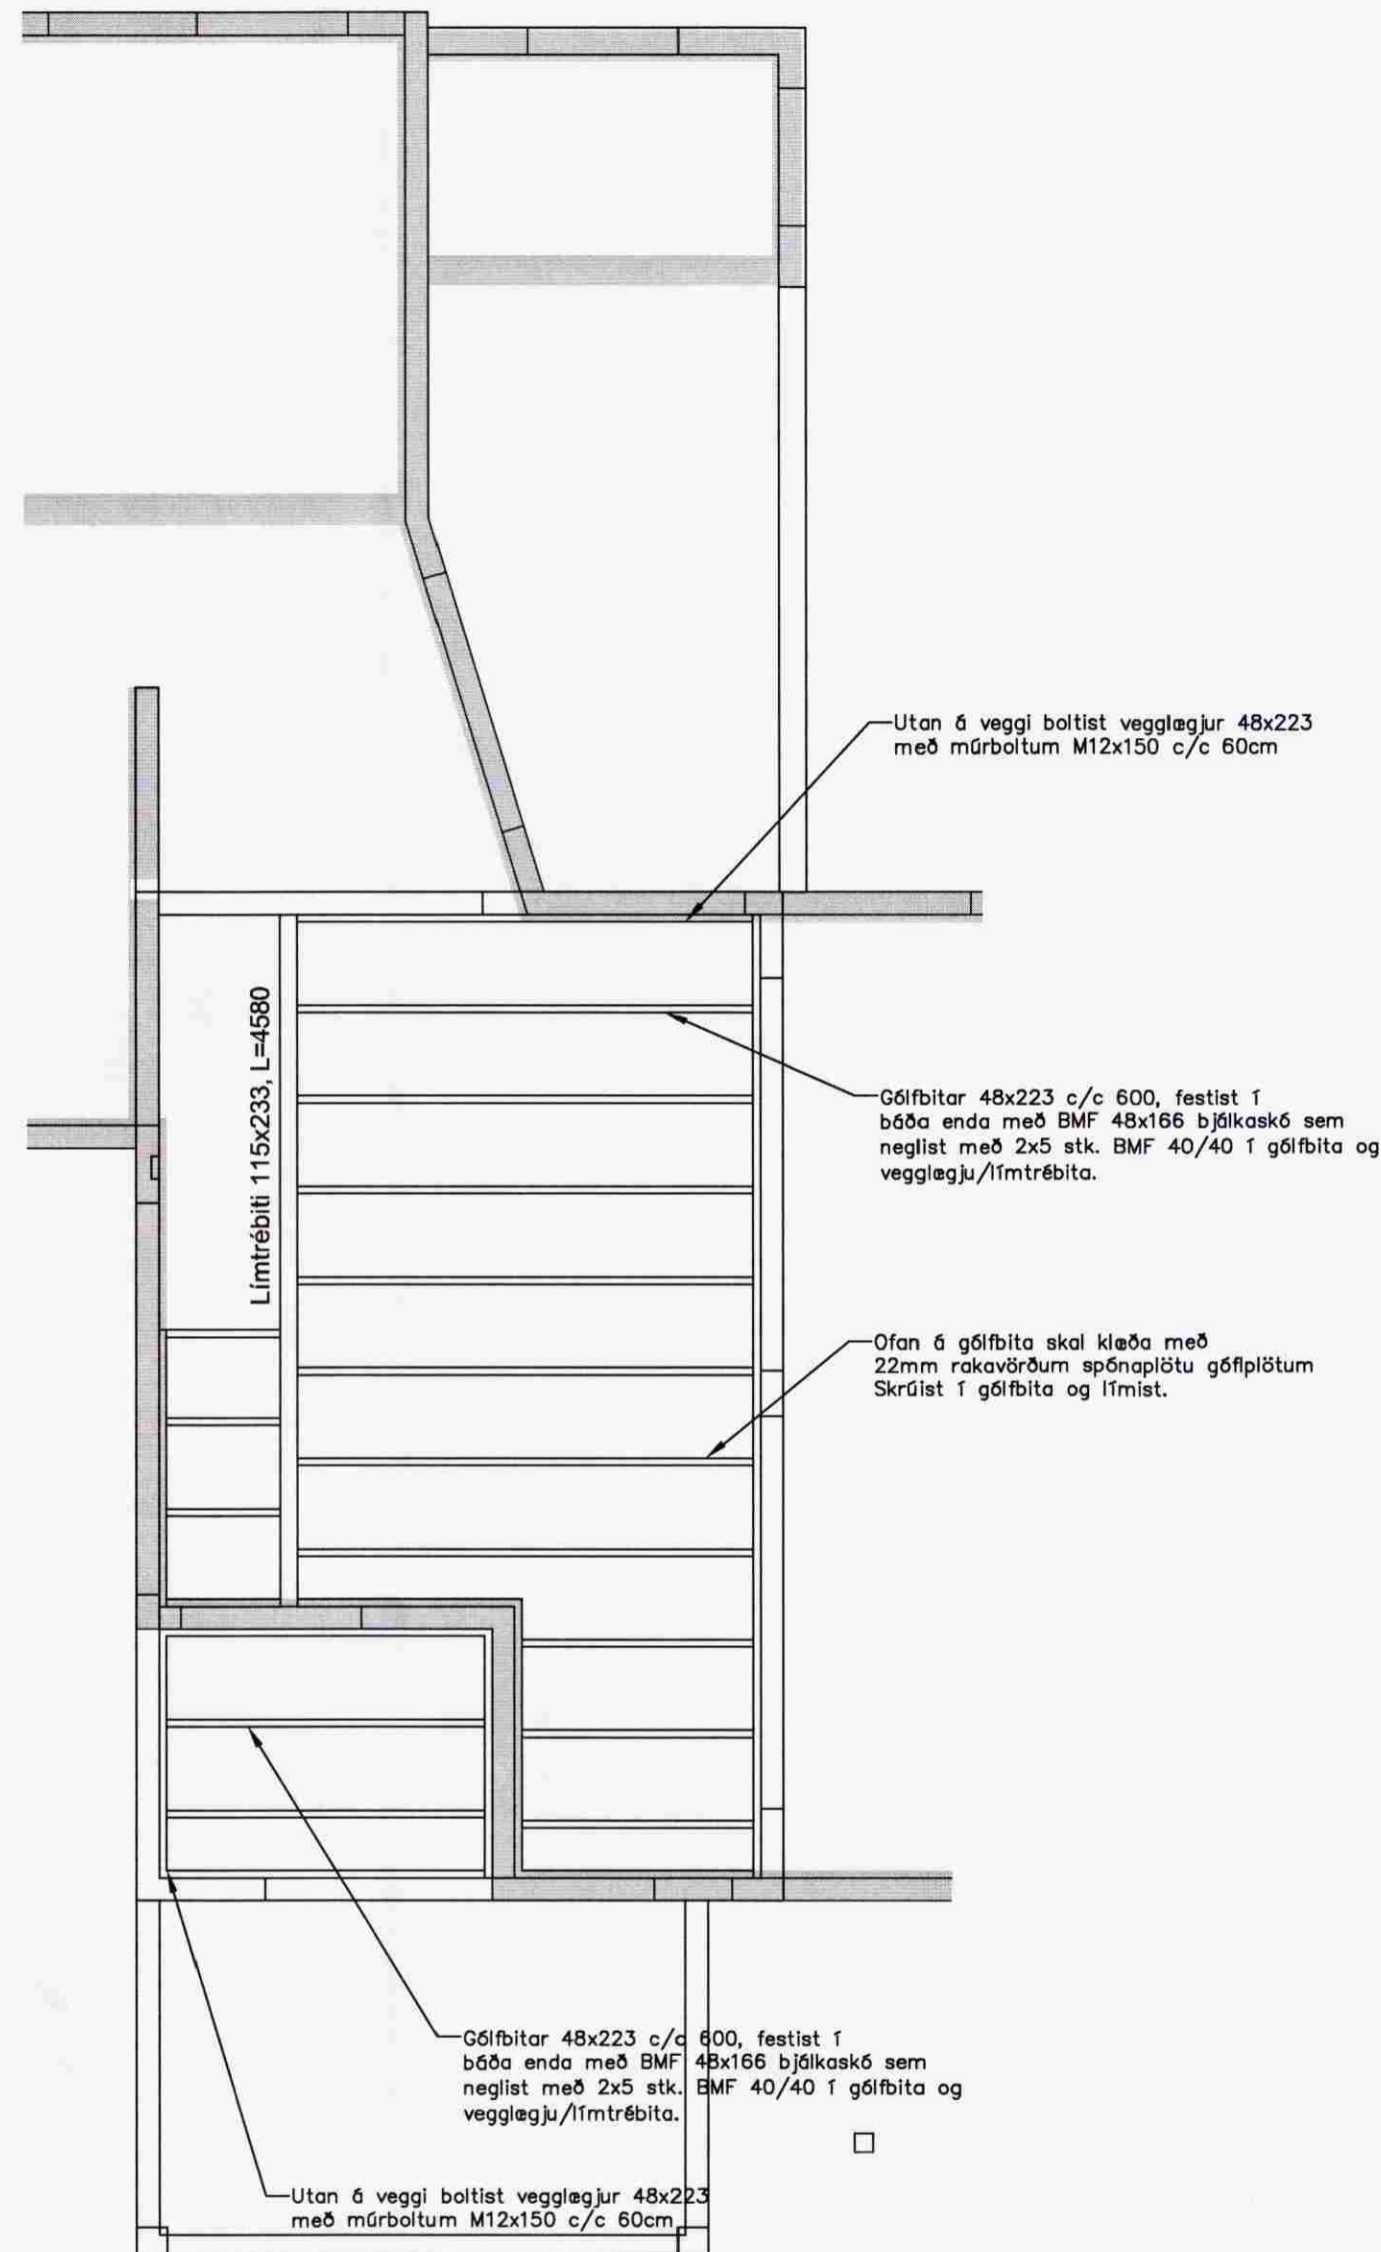 Utan á veggi boltist vegglægjur 48x223
með múrboltum M12x150 c/c 60cm
Límtrébiti 115x233, L=4580
Gólfbitar 48x223 c/c 600, festist í
báða enda með BMF 48x166 bjálkaskó sem
neglist með 2x5 stk. BMF 40/40 í gólfbita og
vegglægju/límtrébita.
Ofan á gólfbita skal klæða með
22mm rakavörðum spónaplötu góflplötum
Skrúist í gólfbita og límist.
Gólfbitar 48x223 c/c 600, festist í
báða enda með BMF 48x166 bjálkaskó sem
neglist með 2x5 stk. BMF 40/40 í gólfbita og
vegglægju/límtrébita.
Utan á veggi boltist vegglægjur 48x223
með múrboltum M12x150 c/c 60cm